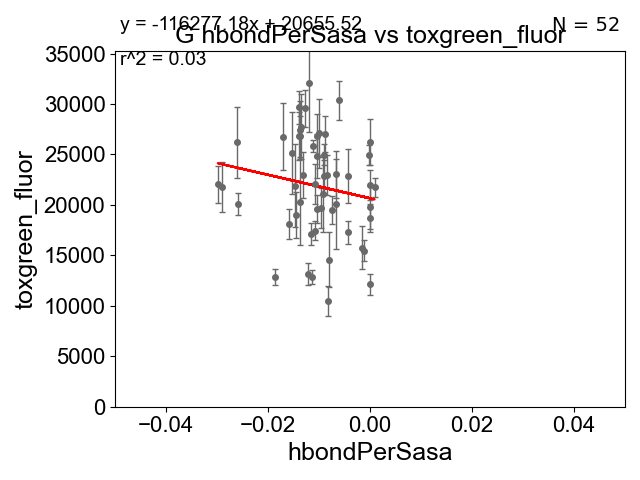 y = -116277.18x + 20655.52
N = 52
G hbondPerSasa vs toxgreen_fluor
r^2 = 0.03
35000
30000
25000
20000
15000
10000
5000
0
toxgreen_fluor
−0.04 −0.02 0.00 0.02 0.04
hbondPerSasa